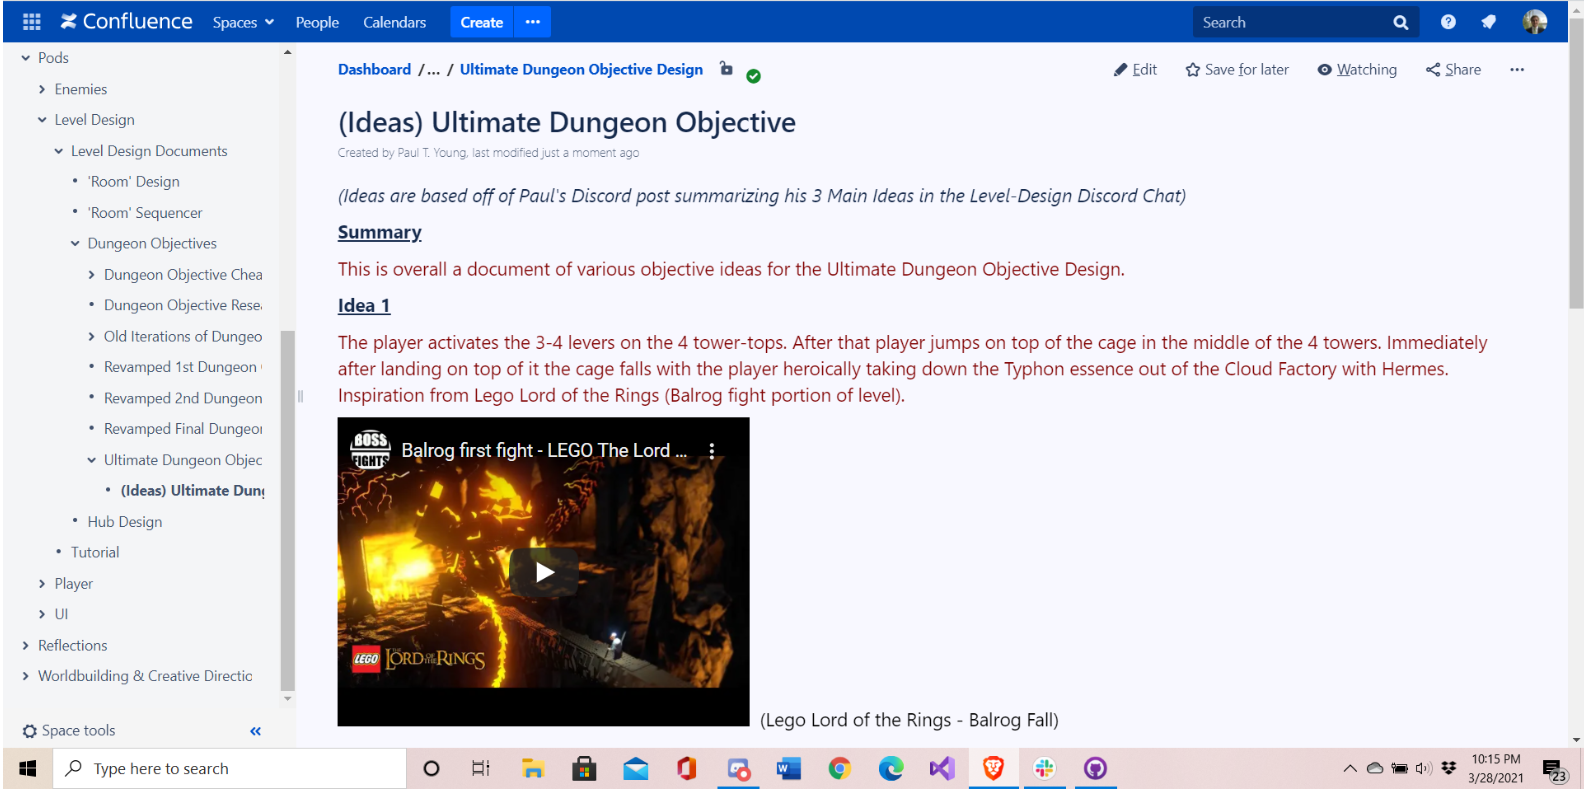 Confluence Spaces People Calendars Create ··· Search
Pods
Enemies
Level Design
Level Design Documents
'Room' Design
'Room' Sequencer
Dungeon Objectives
Dungeon Objective Chea
Dungeon Objective Rese
Old Iterations of Dungeo
Revamped 1st Dungeon
Revamped 2nd Dungeon
Revamped Final Dungeor
Ultimate Dungeon Objec
(Ideas) Ultimate Dung
Hub Design
Tutorial
Player
UI
Reflections
Worldbuilding & Creative Directio
Space tools «
Dashboard /... / Ultimate Dungeon Objective Design
Edit Save for later Watching Share ···
(Ideas) Ultimate Dungeon Objective
Created by Paul T. Young, last modified just a moment ago
(Ideas are based off of Paul's Discord post summarizing his 3 Main Ideas in the Level-Design Discord Chat)
Summary
This is overall a document of various objective ideas for the Ultimate Dungeon Objective Design.
Idea 1
The player activates the 3-4 levers on the 4 tower-tops. After that player jumps on top of the cage in the middle of the 4 towers. Immediately
after landing on top of it the cage falls with the player heroically taking down the Typhon essence out of the Cloud Factory with Hermes.
Inspiration from Lego Lord of the Rings (Balrog fight portion of level).
BOSS
FIGHTS
Balrog first fight - LEGO The Lord ...
LEGO THE LORD OF THE RINGS
(Lego Lord of the Rings - Balrog Fall)
Type here to search
10:15 PM
3/28/2021
23